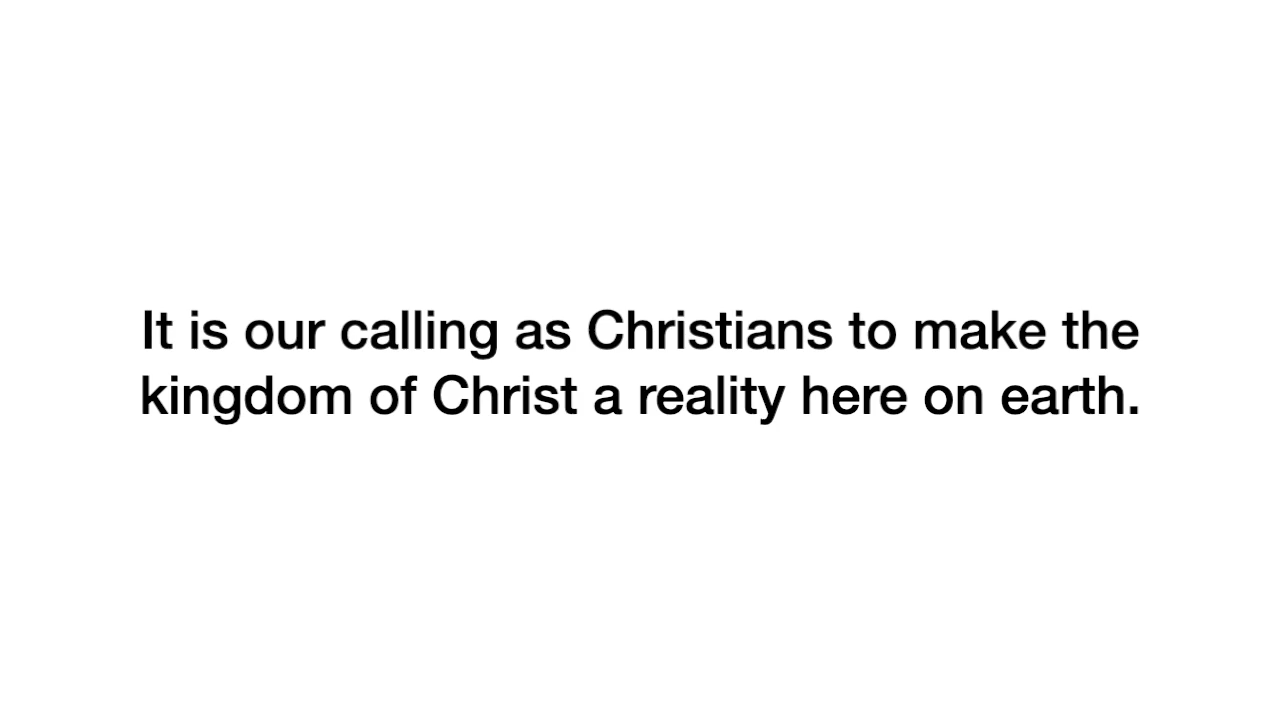 It is our calling as Christians to make the
kingdom of Christ a reality here on earth.